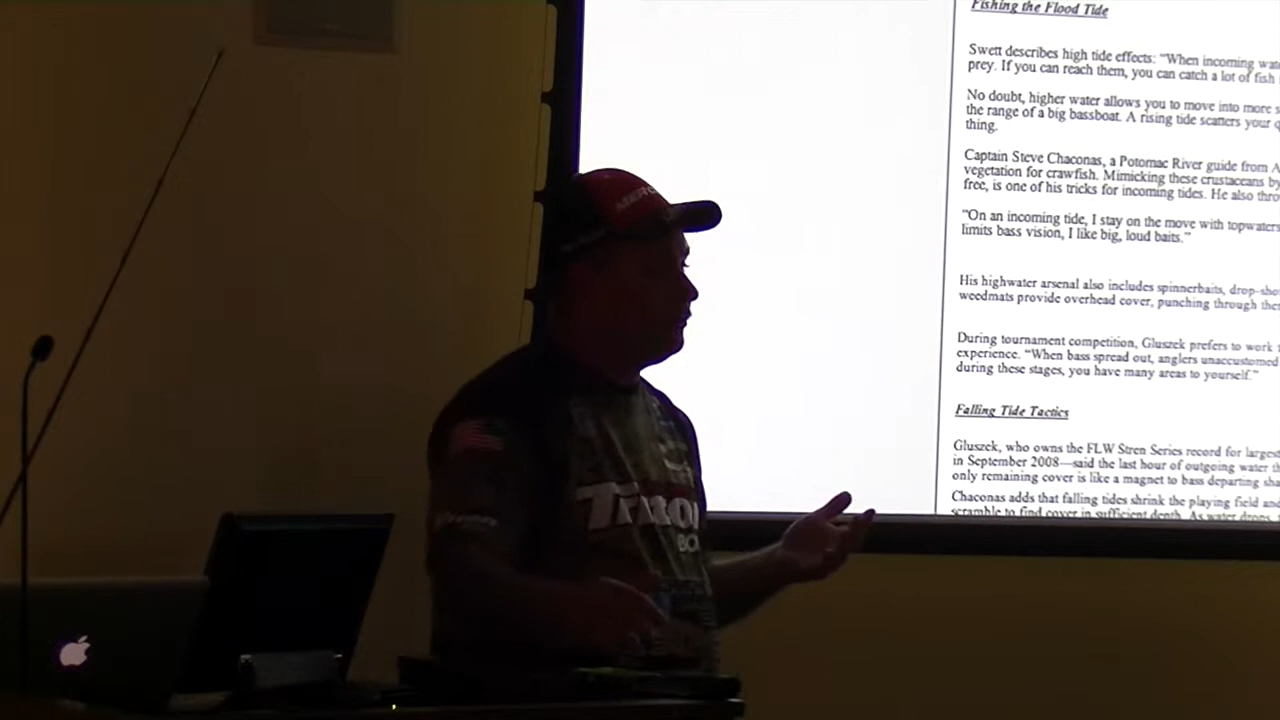 Fishing the Flood Tide
Swett describes high tide effects: "When incoming
prey. If you can reach them, you can catch a lot of fish
No doubt, higher water allows you to move into more
the range of a big bassboat. A rising tide scatters your
thing.
Captain Steve Chaconas, a Potomac River guide from
vegetation for crawfish. Mimicking these crustaceans by
free, is one of his tricks for incoming tides. He also
"On an incoming tide, I stay on the move with topwaters
limits bass vision, I like big, loud baits."
His highwater arsenal also includes spinnerbaits,
weedmats provide overhead cover, punching through
During tournament competition, Gluszek prefers to work
experience. "When bass spread out, anglers unaccustomed
during these stages, you have many areas to yourself."
Falling Tide Tactics
Gluszek, who owns the FLW Stren Series record for largest
in September 2008—said the last hour of outgoing water
only remaining cover is like a magnet to bass departing
Chaconas adds that falling tides shrink the playing field and
scramble to find cover in sufficient depth. As water drops,
MERC
Triton